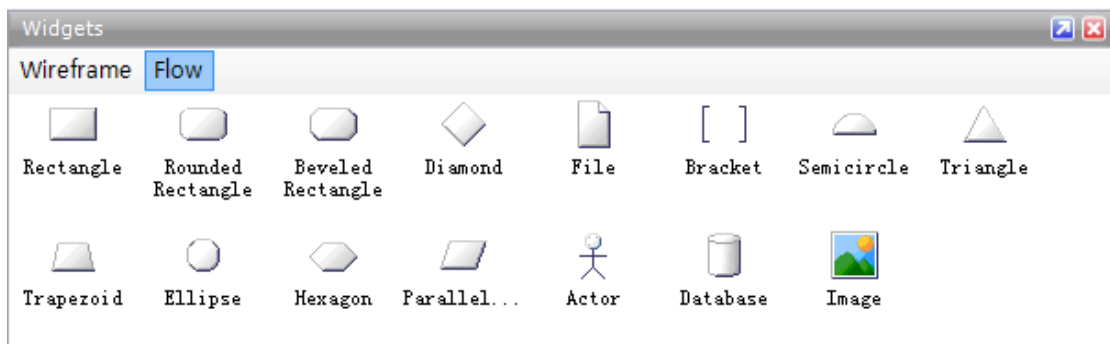 Widgets
Wireframe Flow
Rectangle Rounded Beveled Diamond File Bracket Semicircle Triangle
Rectangle Rectangle
Trapezoid Ellipse Hexagon Parallel... Actor Database Image